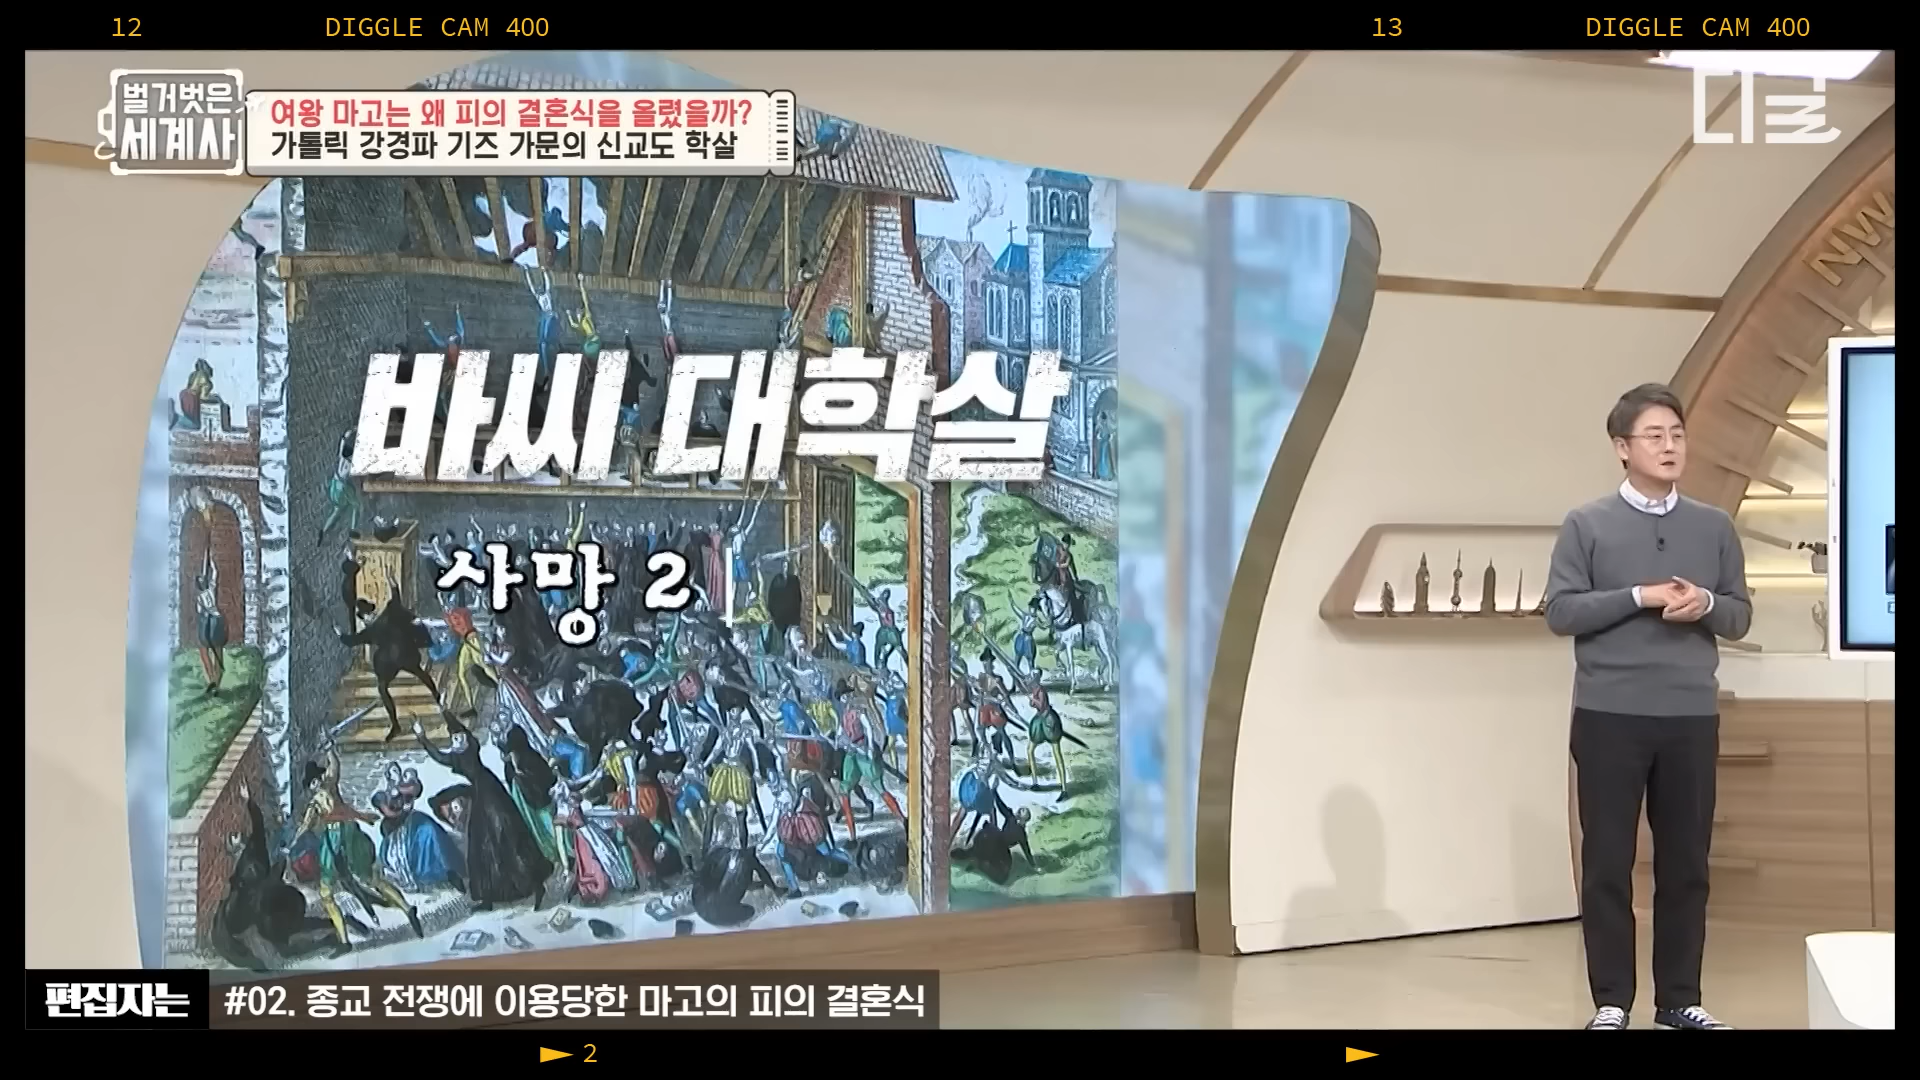 12 DIGGLE CAM 400 13 DIGGLE CAM 400
벌거벗은
세계사
여왕 마고는 왜 피의 결혼식을 올렸을까?
가톨릭 강경파 기즈 가문의 신교도 학살
디글
NW
바씨 대학살
사망 2
편집자는 #02. 종교 전쟁에 이용당한 마고의 피의 결혼식
2